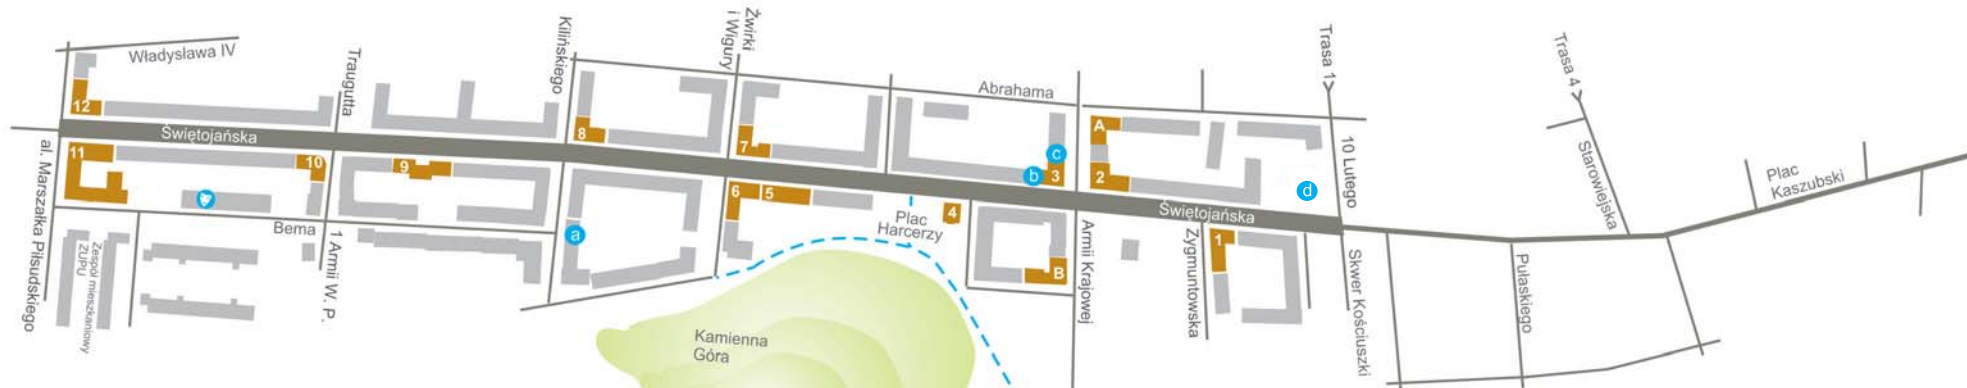 Władysława IV
Traugutta
Kilińskiego
Żwirki
i Wigury
Abrahama
Trasa 1
Trasa 4
12
Świętojańska
8
7
A
c
b
3
2
d
10 Lutego
Starowiejska
Plac
Kaszubski
11
10
9
6
5
4
Plac
Harcerzy
Świętojańska
al. Marszałka Piłsudskiego
Bema
1 Armii W. P.
a
B
Armii Krajowej
Zygmuntowska
1
Skwer Kościuszki
Pułaskiego
Zespół mieszkaniowy
ZUPU
Kamienna
Góra